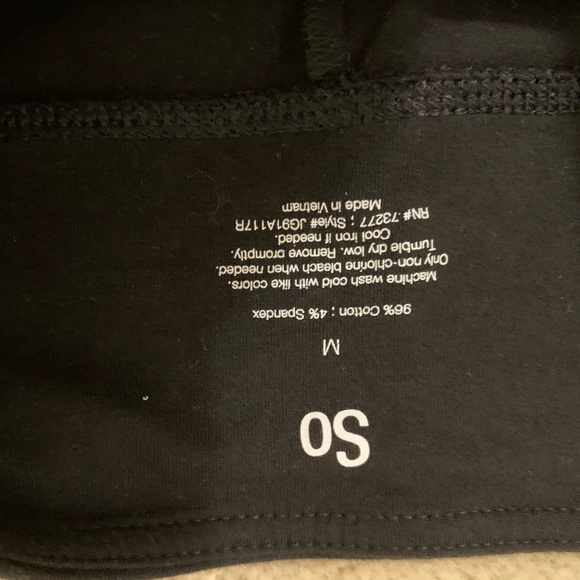 So
M
96% Cotton ; 4% Spandex
Machine wash cold with like colors.
Only non-chlorine bleach when needed.
Tumble dry low. Remove promptly.
Cool iron if needed.
RN# 73277 ; Style# JG91A117R
Made in Vietnam